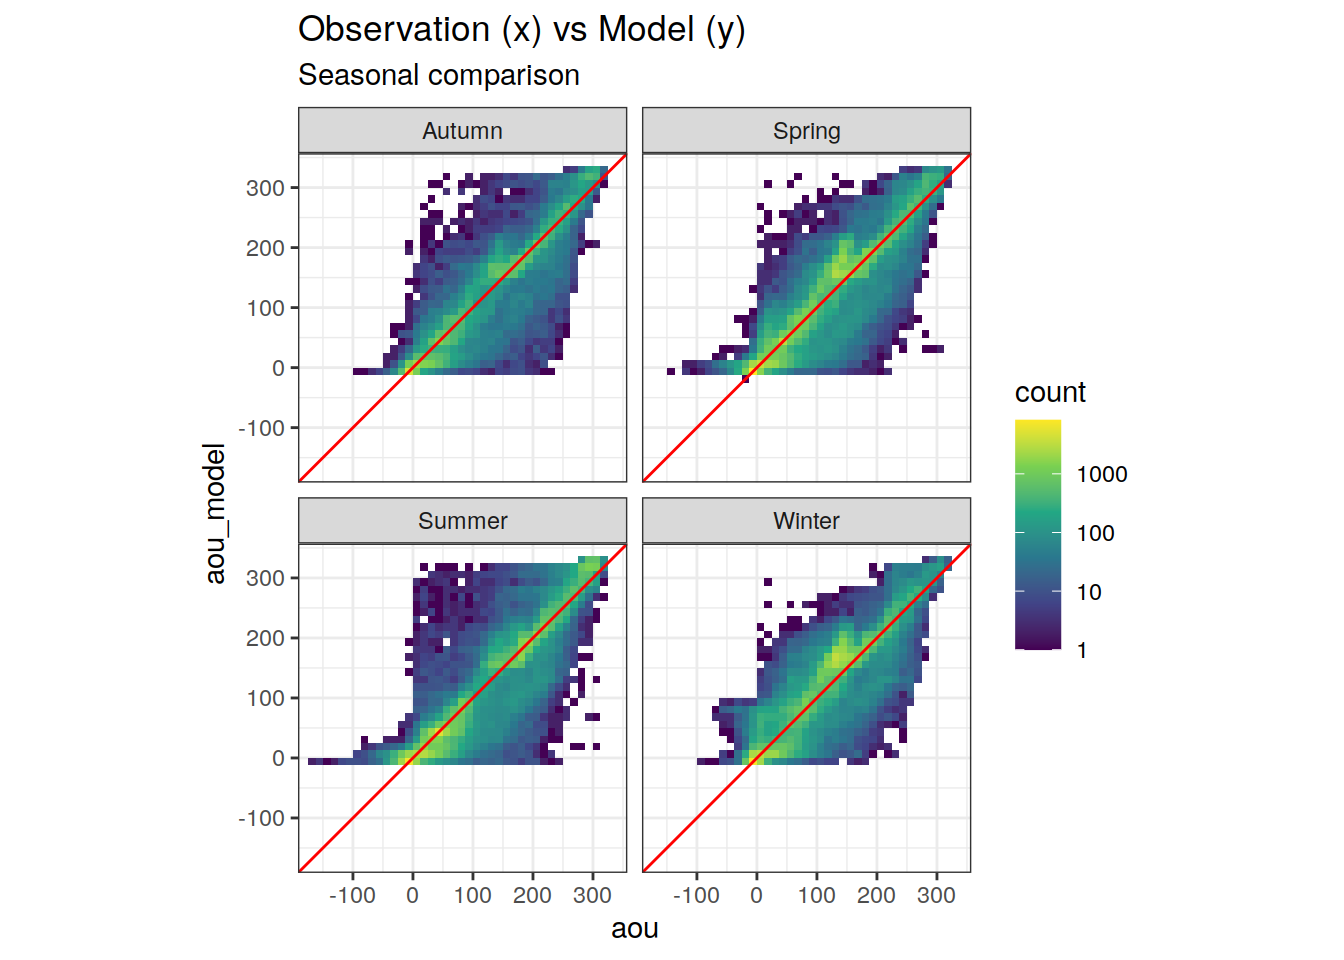 Observation (x) vs Model (y)
Seasonal comparison
Autumn
Spring
300
200
100
0
-100
Summer
Winter
300
200
100
0
-100
-100 0 100 200 300
-100 0 100 200 300
aou
aou_model
count
1000
100
10
1